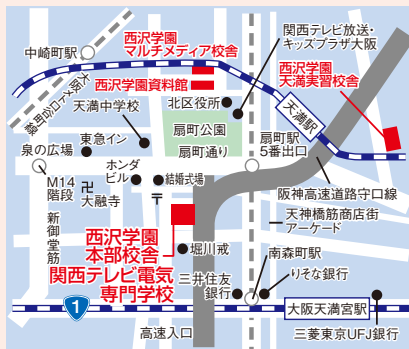 関西テレビ放送・
キッズプラザ大阪
西沢学園
マルチメディア校舎
中崎町駅
西沢学園資料館
西沢学園
天満実習校舎
大阪メトロ谷町線
北区役所
天満中学校
天満駅
扇町公園
東急イン
泉の広場
扇町通り
扇町駅
5番出口
ホンダ
ビル
結婚式場
M14
階段
卍
大融寺
〒
阪神高速道路守口線
新御堂筋
天神橋筋商店街
アーケード
西沢学園
本部校舎
関西テレビ電気
専門学校
堀川戎
南森町駅
りそな銀行
三井住友
銀行
1
大阪天満宮駅
高速入口
三菱東京UFJ銀行